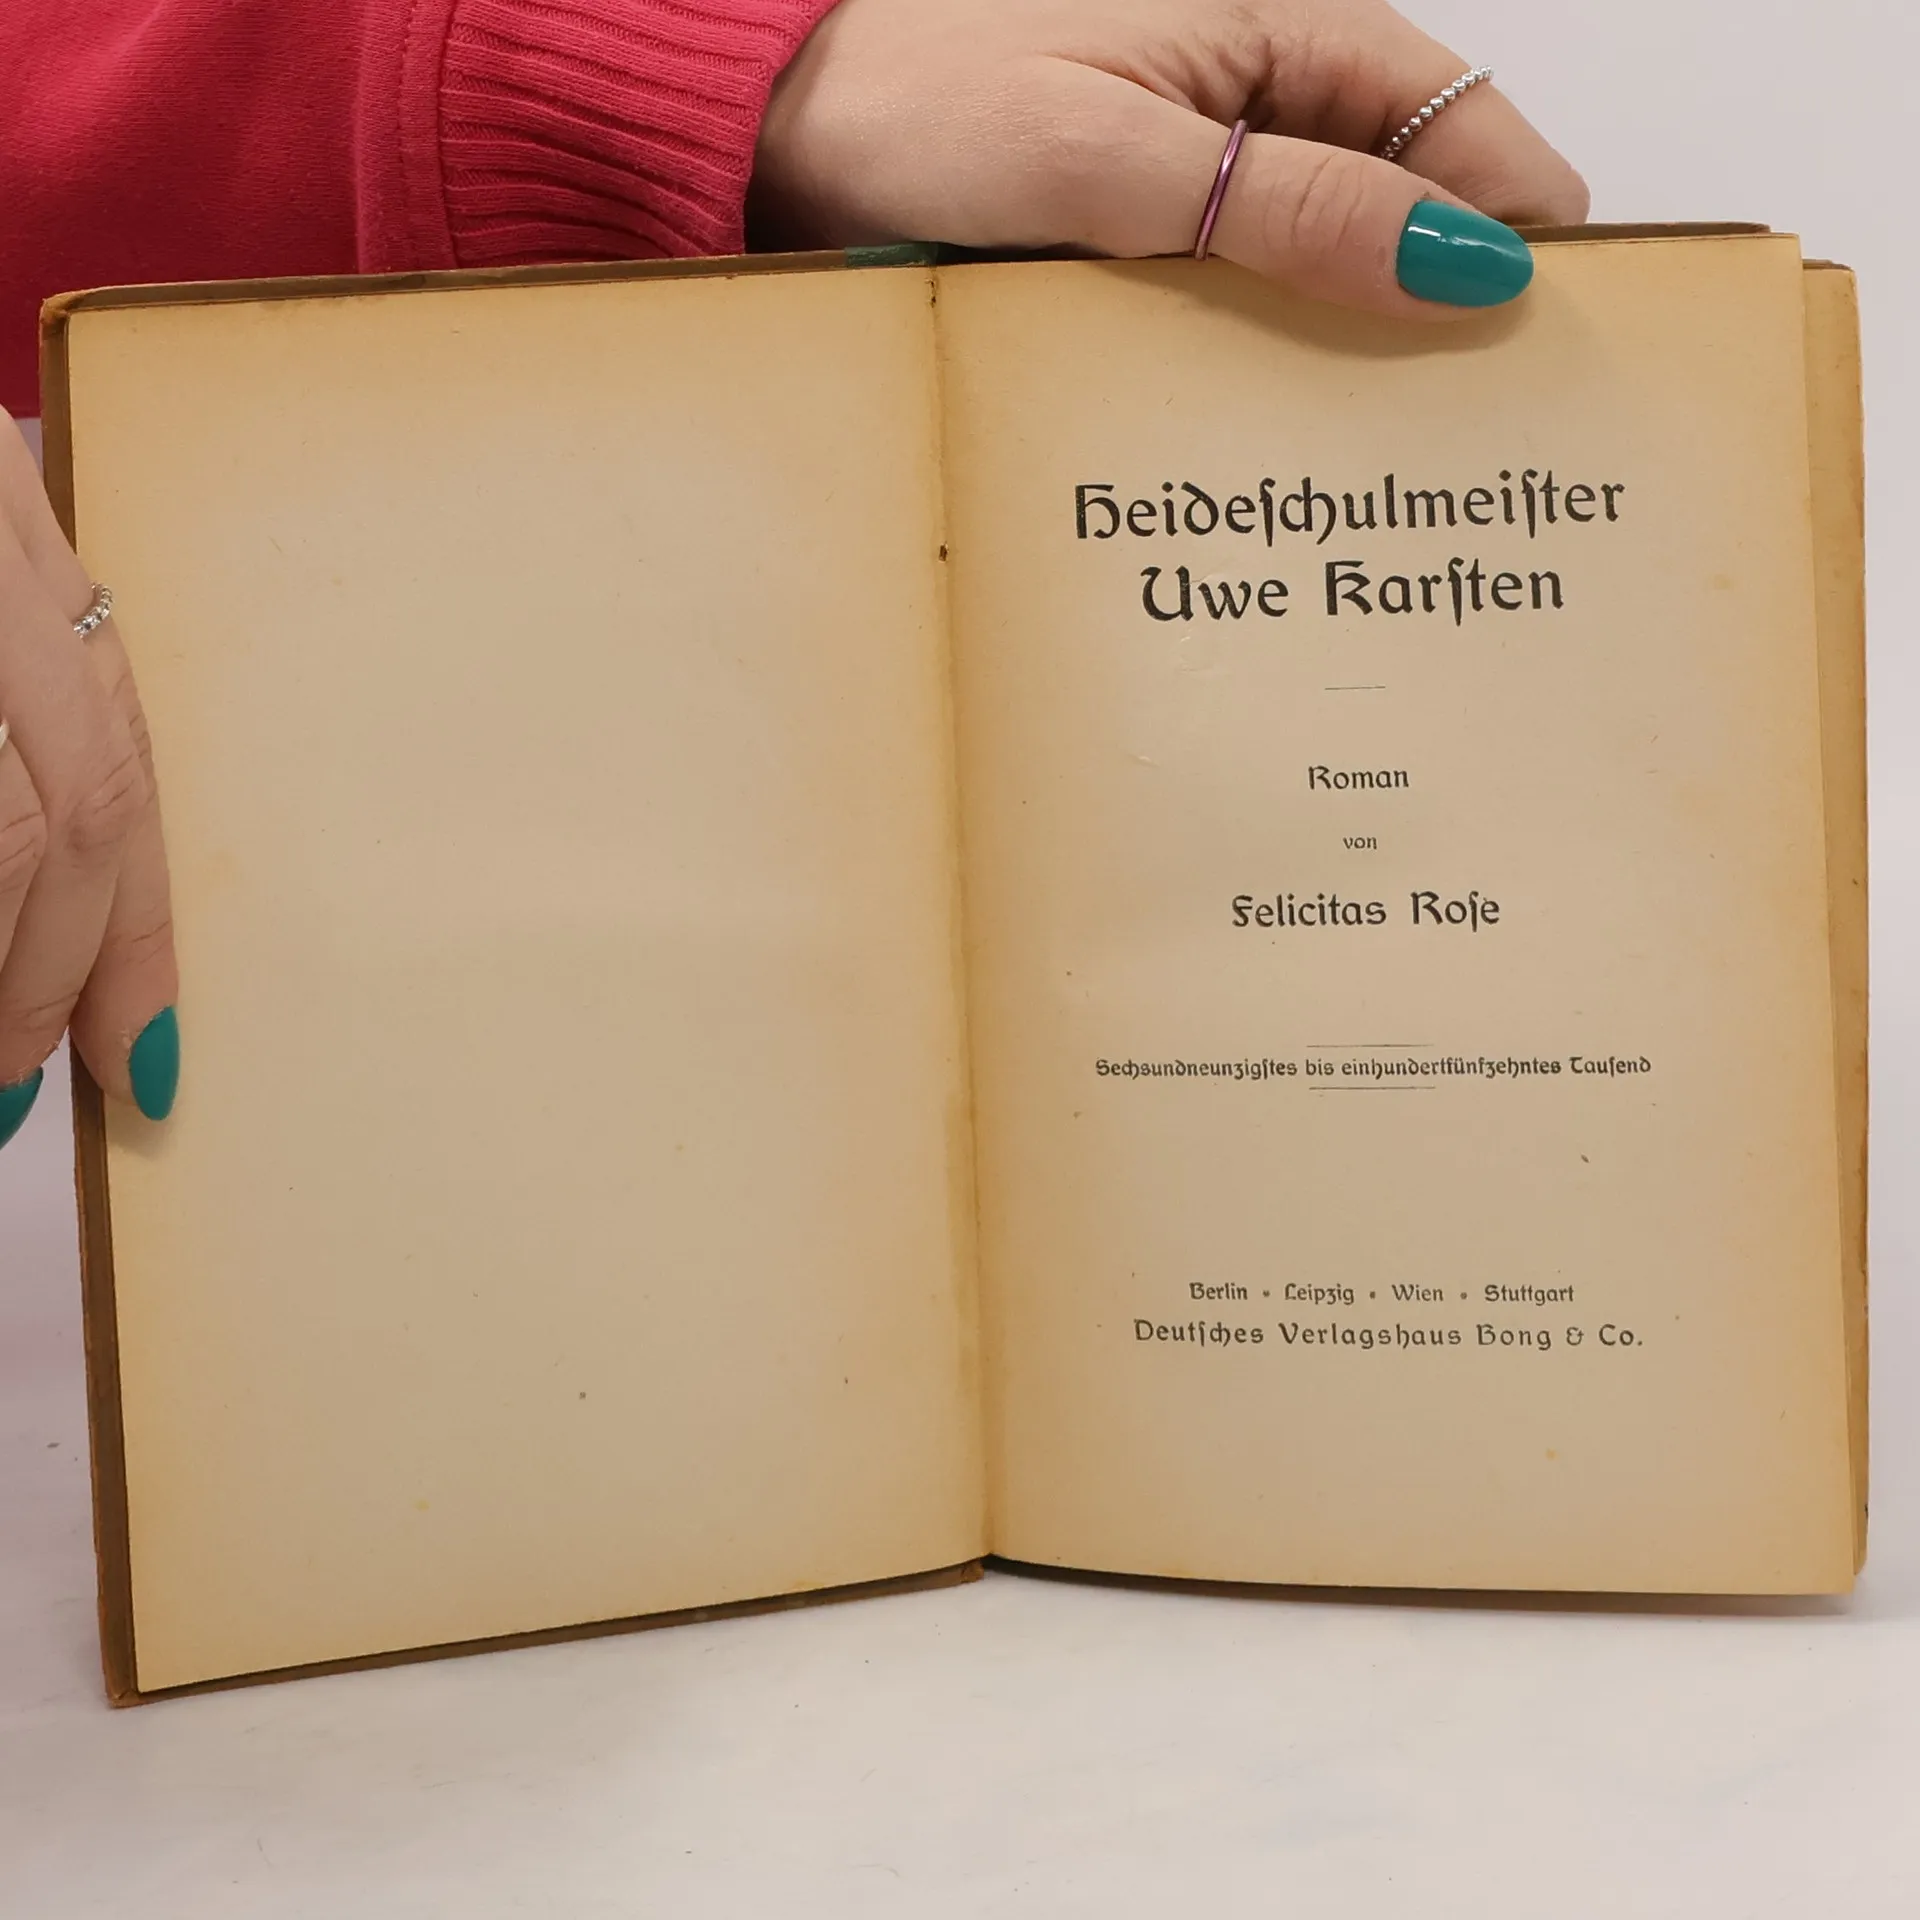 Heideſchulmeiſter
Uwe Karſten
Roman
von
Felicitas Roſe
Sechsundneunzigſtes bis einhundertfünfzehntes Tauſend
Berlin • Leipzig • Wien • Stuttgart
Deutſches Verlagshaus Bong & Co.